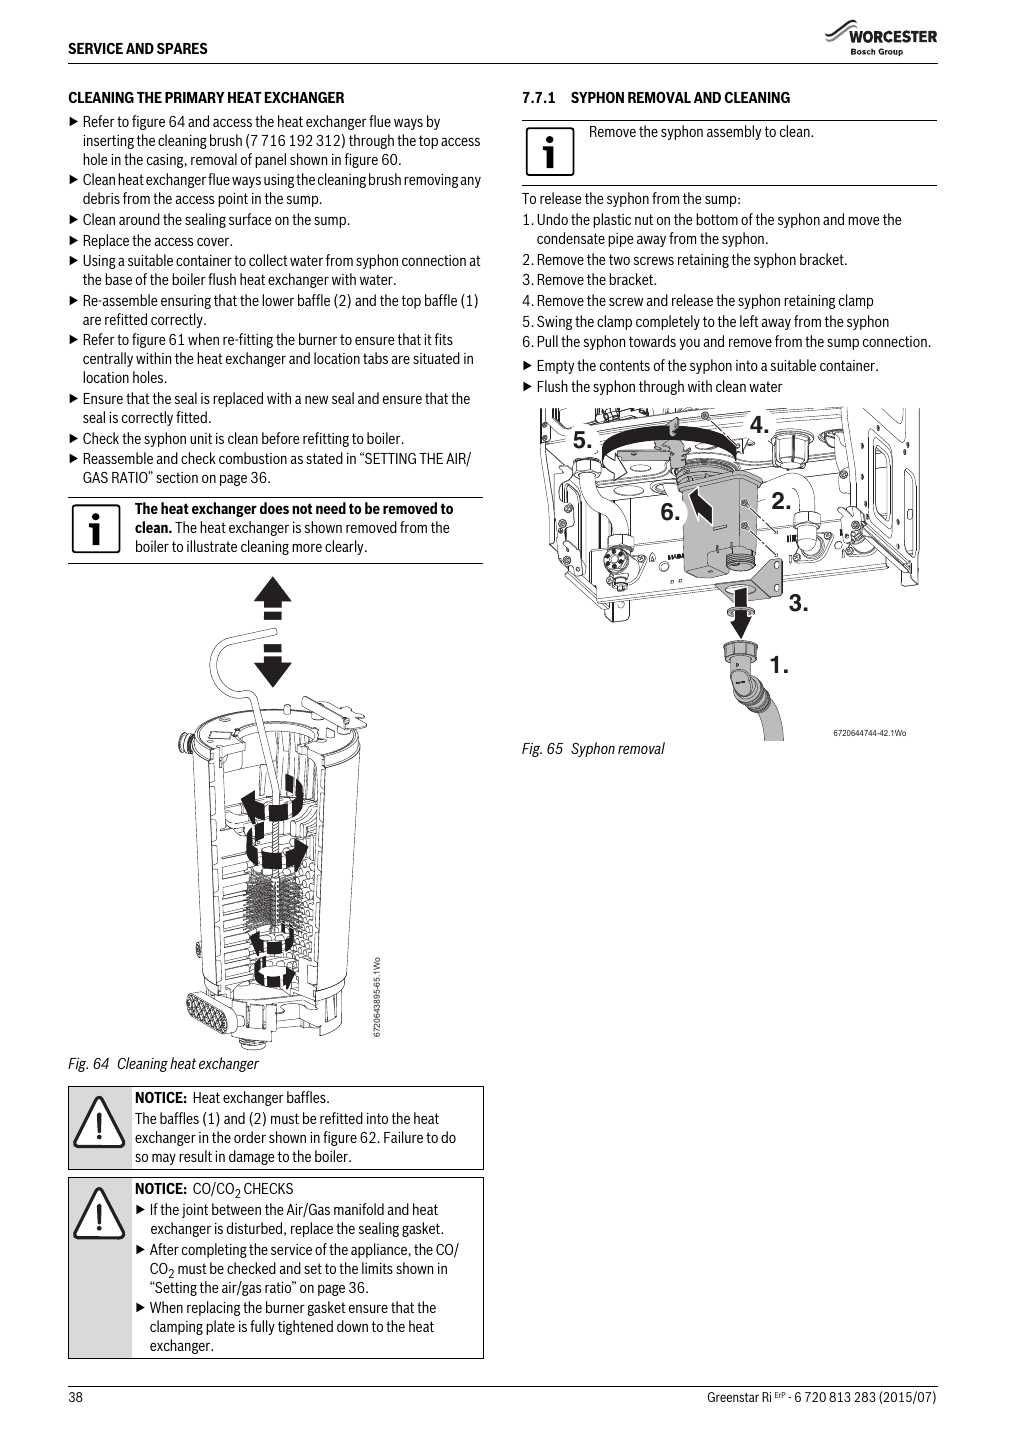 SERVICE AND SPARES
WORCESTER
Bosch Group
CLEANING THE PRIMARY HEAT EXCHANGER
▶ Refer to figure 64 and access the heat exchanger flue ways by
inserting the cleaning brush (7 716 192 312) through the top access
hole in the casing, removal of panel shown in figure 60.
▶ Clean heat exchanger flue ways using the cleaning brush removing any
debris from the access point in the sump.
▶ Clean around the sealing surface on the sump.
▶ Replace the access cover.
▶ Using a suitable container to collect water from syphon connection at
the base of the boiler flush heat exchanger with water.
▶ Re-assemble ensuring that the lower baffle (2) and the top baffle (1)
are refitted correctly.
▶ Refer to figure 61 when re-fitting the burner to ensure that it fits
centrally within the heat exchanger and location tabs are situated in
location holes.
▶ Ensure that the seal is replaced with a new seal and ensure that the
seal is correctly fitted.
▶ Check the syphon unit is clean before refitting to boiler.
▶ Reassemble and check combustion as stated in “SETTING THE AIR/
GAS RATIO” section on page 36.
The heat exchanger does not need to be removed to
clean. The heat exchanger is shown removed from the
boiler to illustrate cleaning more clearly.
6720643895-65.1Wo
Fig. 64 Cleaning heat exchanger
NOTICE: Heat exchanger baffles.
The baffles (1) and (2) must be refitted into the heat
exchanger in the order shown in figure 62. Failure to do
so may result in damage to the boiler.
NOTICE: CO/CO2 CHECKS
▶ If the joint between the Air/Gas manifold and heat
exchanger is disturbed, replace the sealing gasket.
▶ After completing the service of the appliance, the CO/
CO2 must be checked and set to the limits shown in
“Setting the air/gas ratio” on page 36.
▶ When replacing the burner gasket ensure that the
clamping plate is fully tightened down to the heat
exchanger.
7.7.1 SYPHON REMOVAL AND CLEANING
Remove the syphon assembly to clean.
To release the syphon from the sump:
1. Undo the plastic nut on the bottom of the syphon and move the
condensate pipe away from the syphon.
2. Remove the two screws retaining the syphon bracket.
3. Remove the bracket.
4. Remove the screw and release the syphon retaining clamp
5. Swing the clamp completely to the left away from the syphon
6. Pull the syphon towards you and remove from the sump connection.
▶ Empty the contents of the syphon into a suitable container.
▶ Flush the syphon through with clean water
4.
5.
2.
6.
3.
1.
6720644744-42.1Wo
Fig. 65 Syphon removal
38
Greenstar Ri ErP - 6 720 813 283 (2015/07)